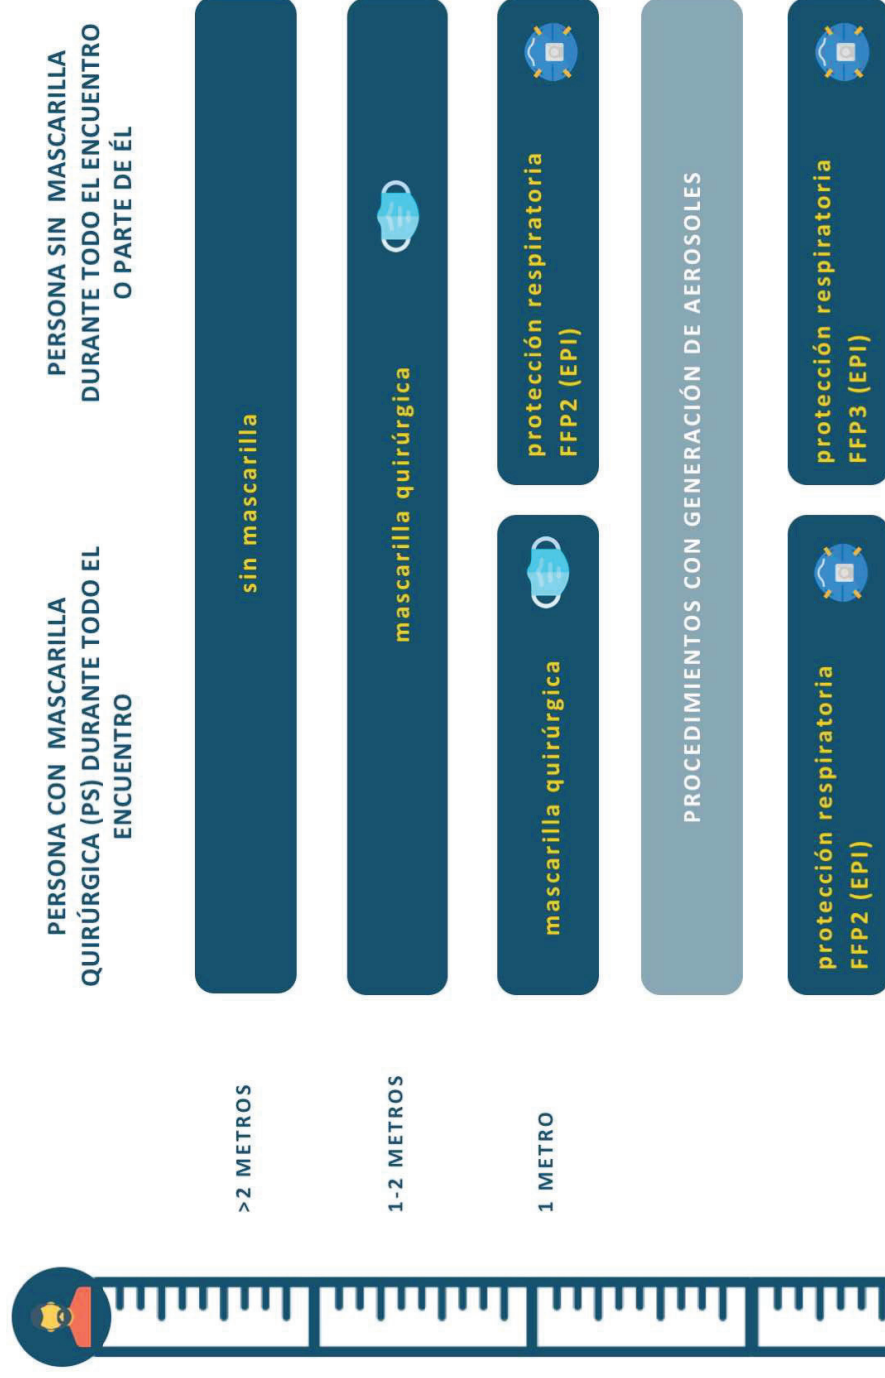 PERSONA CON MASCARILLA
QUIRÚRGICA (PS) DURANTE TODO EL
ENCUENTRO
PERSONA SIN MASCARILLA
DURANTE TODO EL ENCUENTRO
O PARTE DE ÉL
>2 METROS
sin mascarilla
1-2 METROS
mascarilla quirúrgica
1 METRO
mascarilla quirúrgica
protección respiratoria
FFP2 (EPI)
PROCEDIMIENTOS CON GENERACIÓN DE AEROSOLES
protección respiratoria
FFP2 (EPI)
protección respiratoria
FFP3 (EPI)